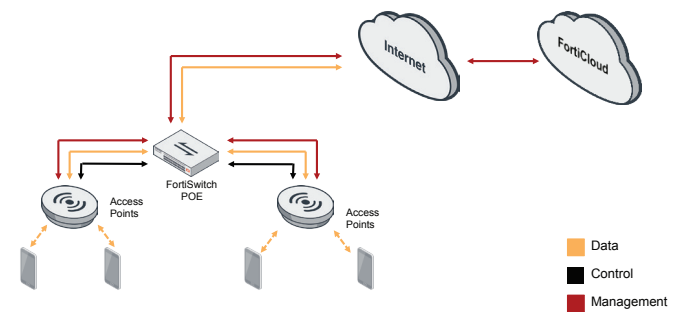 Internet
FortiCloud
FortiSwitch
POE
Access
Points
Access
Points
Data
Control
Management